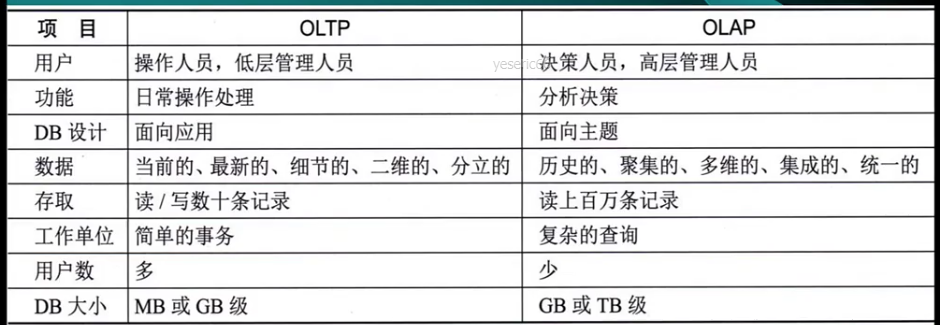 项 目 OLTP OLAP
用户 操作人员，低层管理人员 决策人员，高层管理人员
功能 日常操作处理 分析决策
DB 设计 面向应用 面向主题
数据 当前的、最新的、细节的、二维的、分立的 历史的、聚集的、多维的、集成的、统一的
存取 读 / 写数十条记录 读上百万条记录
工作单位 简单的事务 复杂的查询
用户数 多 少
DB 大小 MB 或 GB 级 GB 或 TB 级